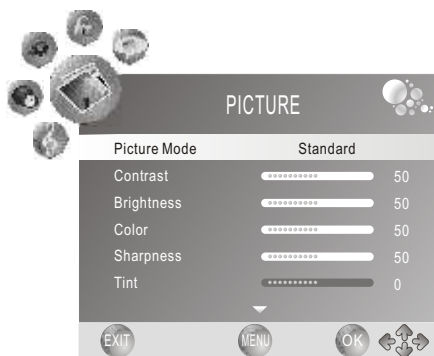 PICTURE
Picture Mode Standard
Contrast 50
Brightness 50
Color 50
Sharpness 50
Tint 0
EXIT MENU OK